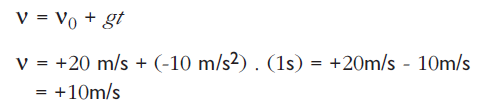 v = v₀ + gt
v = +20 m/s + (-10 m/s²) . (1s) = +20m/s - 10m/s
= +10m/s